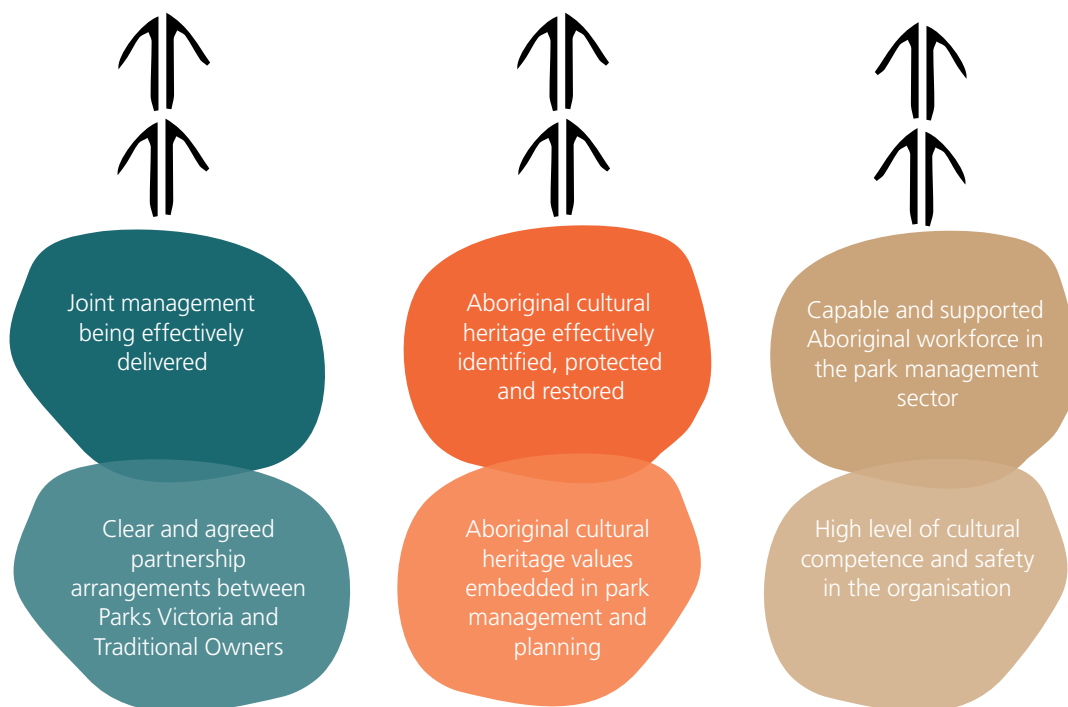 Joint management
being effectively
delivered
Aboriginal cultural
heritage effectively
identified, protected
and restored
Capable and supported
Aboriginal workforce in
the park management
sector
Clear and agreed
partnership
arrangements between
Parks Victoria and
Traditional Owners
Aboriginal cultural
heritage values
embedded in park
management and
planning
High level of cultural
competence and safety
in the organisation